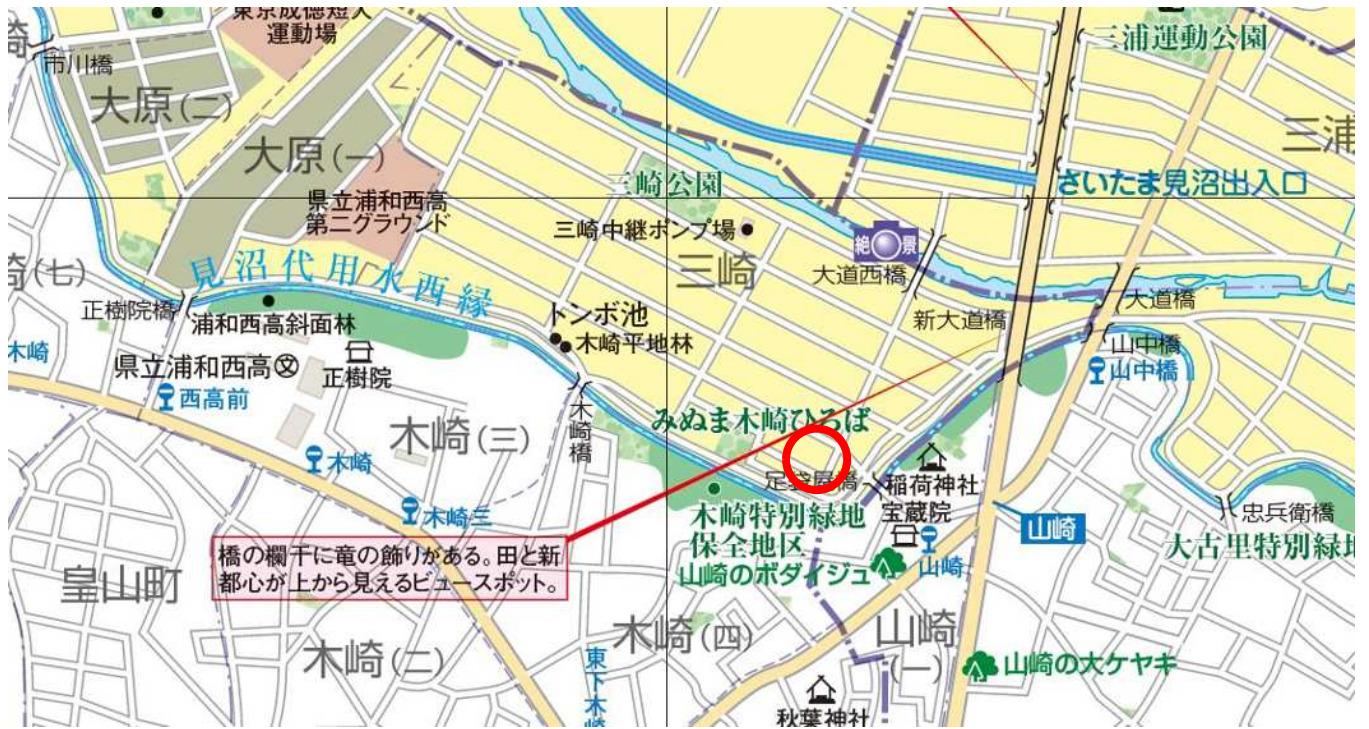 運動場
三浦運動公園
市川橋
大原(二)
三浦
大原(一)
三崎公園
さいたま見沼出入口
県立浦和西高
第二グラウンド
三崎中継ポンプ場
絶景
三崎
大道西橋
見沼代用水西縁
(七)
正樹院橋
浦和西高斜面林
トンボ池
木崎平地林
新大道橋
大道橋
山中橋
山中橋
木崎
県立浦和西高
正樹院
西高前
木崎橋
木崎(三)
みぬま木崎ひろば
木崎
足袋屋橋
稲荷神社
木崎三
木崎特別緑地
保全地区
宝蔵院
山崎
忠兵衛橋
大古里特別緑地
橋の欄干に竜の飾りがある。田と新
都心が上から見えるビュースポット。
山崎のボダイジュ
山崎
皇山町
木崎(二)
木崎(四)
山崎
(一)
山崎の大ケヤキ
東下木崎
秋葉神社